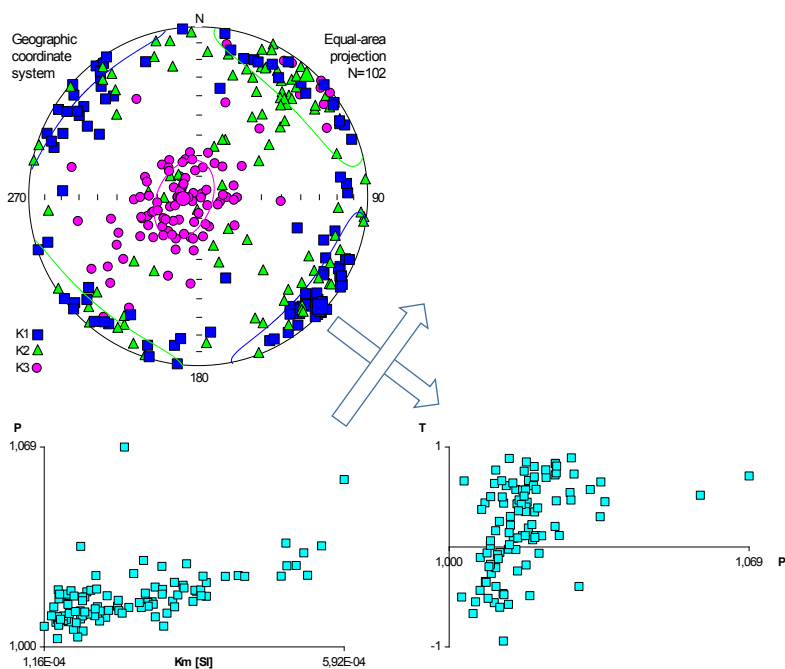 N
Geographic
coordinate
system
Equal-area
projection
N=102
270
90
K1
K2
K3
180
P
1,069
1,000
1,16E-04
Km [SI]
5,92E-04
T
1
1,000
1,069
P
-1